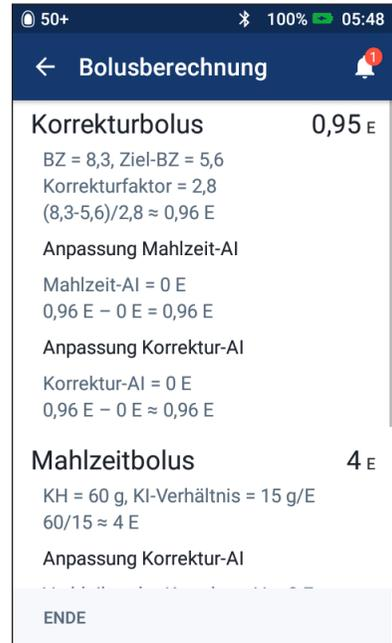 50+ 100% 05:48
Bolusberechnung
1
Korrekturbolus 0,95 E
BZ = 8,3, Ziel-BZ = 5,6
Korrekturfaktor = 2,8
(8,3-5,6)/2,8 ≈ 0,96 E
Anpassung Mahlzeit-AI
Mahlzeit-AI = 0 E
0,96 E – 0 E = 0,96 E
Anpassung Korrektur-AI
Korrektur-AI = 0 E
0,96 E – 0 E ≈ 0,96 E
Mahlzeitbolus 4 E
KH = 60 g, KI-Verhältnis = 15 g/E
60/15 ≈ 4 E
Anpassung Korrektur-AI
ENDE